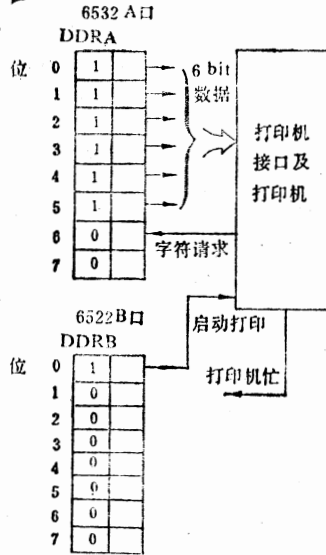 6532 A口
DDRA
位 0 1
1 1
2 1
3 1
4 1
5 1
6 0
7 0
6 bit
数据
打印机
接口及
打印机
字符请求
6522B口
DDRB
位 0 1
1 0
2 0
3 0
4 0
5 0
6 0
7 0
启动打印
打印机忙